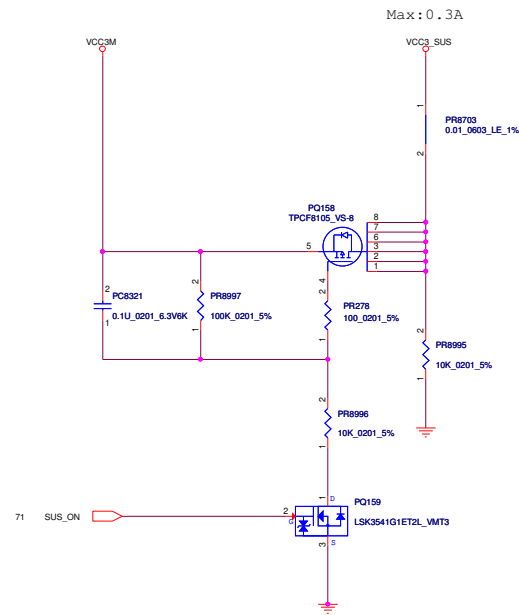 Max:0.3A
VCC3M
VCC3_SUS
1
PR8703
0.01_0603_LE_1%
2
PQ158
TPCF8105_VS-8
8
7
6
5
3
2
1
4
2
PC8321
0.1U_0201_6.3V6K
1
2
PR8997
100K_0201_5%
1
2
PR278
100_0201_5%
1
2
PR8995
10K_0201_5%
1
2
PR8996
10K_0201_5%
1
1
D
PQ159
71
SUS_ON
2
G
LSK3541G1ET2L_VMT3
3
S